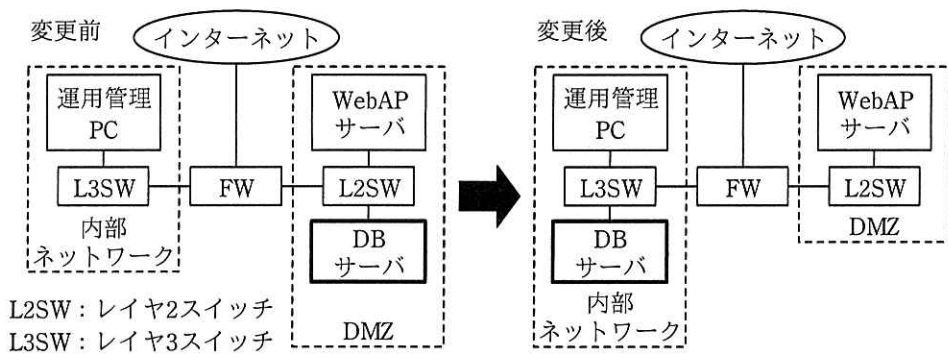 変更前
インターネット
運用管理
PC
WebAP
サーバ
L3SW
FW
L2SW
内部
ネットワーク
DB
サーバ
DMZ
L2SW：レイヤ2スイッチ
L3SW：レイヤ3スイッチ
変更後
インターネット
運用管理
PC
WebAP
サーバ
L3SW
FW
L2SW
DMZ
DB
サーバ
内部
ネットワーク